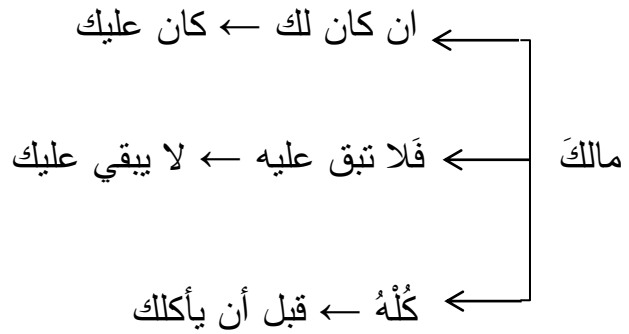 ان كان لك ← كان عليك
مالكَ
فَلا تبق عليه ← لا يبقي عليك
كُلْهُ ← قبل أن يأكلك